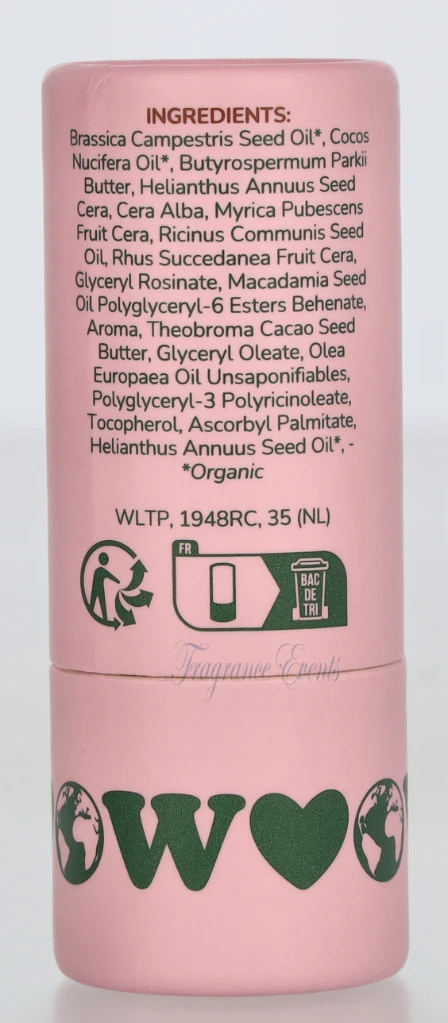 INGREDIENTS:
Brassica Campestris Seed Oil*, Cocos
Nucifera Oil*, Butyrospermum Parkii
Butter, Helianthus Annuus Seed
Cera, Cera Alba, Myrica Pubescens
Fruit Cera, Ricinus Communis Seed
Oil, Rhus Succedanea Fruit Cera,
Glyceryl Rosinate, Macadamia Seed
Oil Polyglyceryl-6 Esters Behenate,
Aroma, Theobroma Cacao Seed
Butter, Glyceryl Oleate, Olea
Europaea Oil Unsaponifiables,
Polyglyceryl-3 Polyricinoleate,
Tocopherol, Ascorbyl Palmitate,
Helianthus Annuus Seed Oil*, -
*Organic
WLTP, 1948RC, 35 (NL)
FR
BAC
DE
TRI
Fragrance Events
W